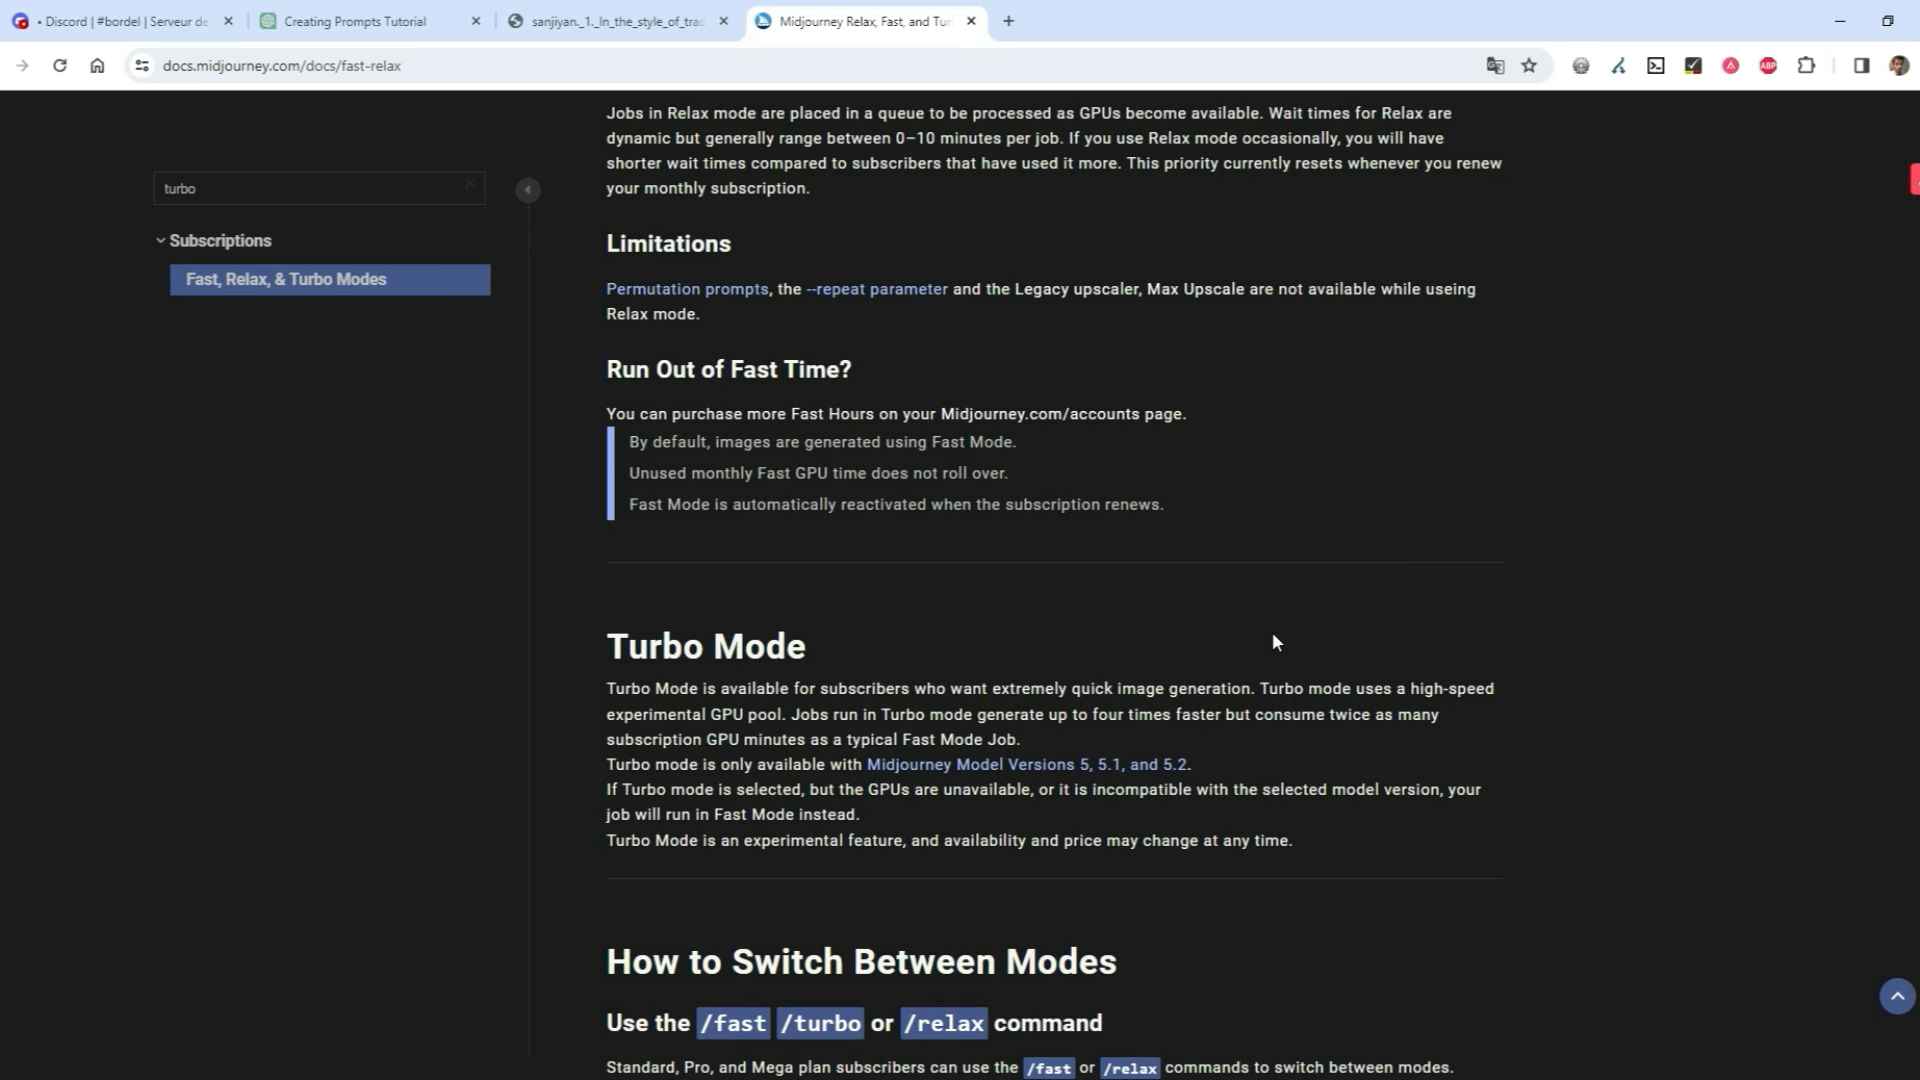 • Discord | #bordel | Serveur de
Creating Prompts Tutorial
sanjiyan._1._In_the_style_of_trad
Midjourney Relax, Fast, and Tur
docs.midjourney.com/docs/fast-relax
ABP
turbo
Subscriptions
Fast, Relax, & Turbo Modes
Jobs in Relax mode are placed in a queue to be processed as GPUs become available. Wait times for Relax are
dynamic but generally range between 0–10 minutes per job. If you use Relax mode occasionally, you will have
shorter wait times compared to subscribers that have used it more. This priority currently resets whenever you renew
your monthly subscription.
Limitations
Permutation prompts, the --repeat parameter and the Legacy upscaler, Max Upscale are not available while useing
Relax mode.
Run Out of Fast Time?
You can purchase more Fast Hours on your Midjourney.com/accounts page.
By default, images are generated using Fast Mode.
Unused monthly Fast GPU time does not roll over.
Fast Mode is automatically reactivated when the subscription renews.
Turbo Mode
Turbo Mode is available for subscribers who want extremely quick image generation. Turbo mode uses a high-speed
experimental GPU pool. Jobs run in Turbo mode generate up to four times faster but consume twice as many
subscription GPU minutes as a typical Fast Mode Job.
Turbo mode is only available with Midjourney Model Versions 5, 5.1, and 5.2.
If Turbo mode is selected, but the GPUs are unavailable, or it is incompatible with the selected model version, your
job will run in Fast Mode instead.
Turbo Mode is an experimental feature, and availability and price may change at any time.
How to Switch Between Modes
Use the /fast /turbo or /relax command
Standard, Pro, and Mega plan subscribers can use the /fast or /relax commands to switch between modes.